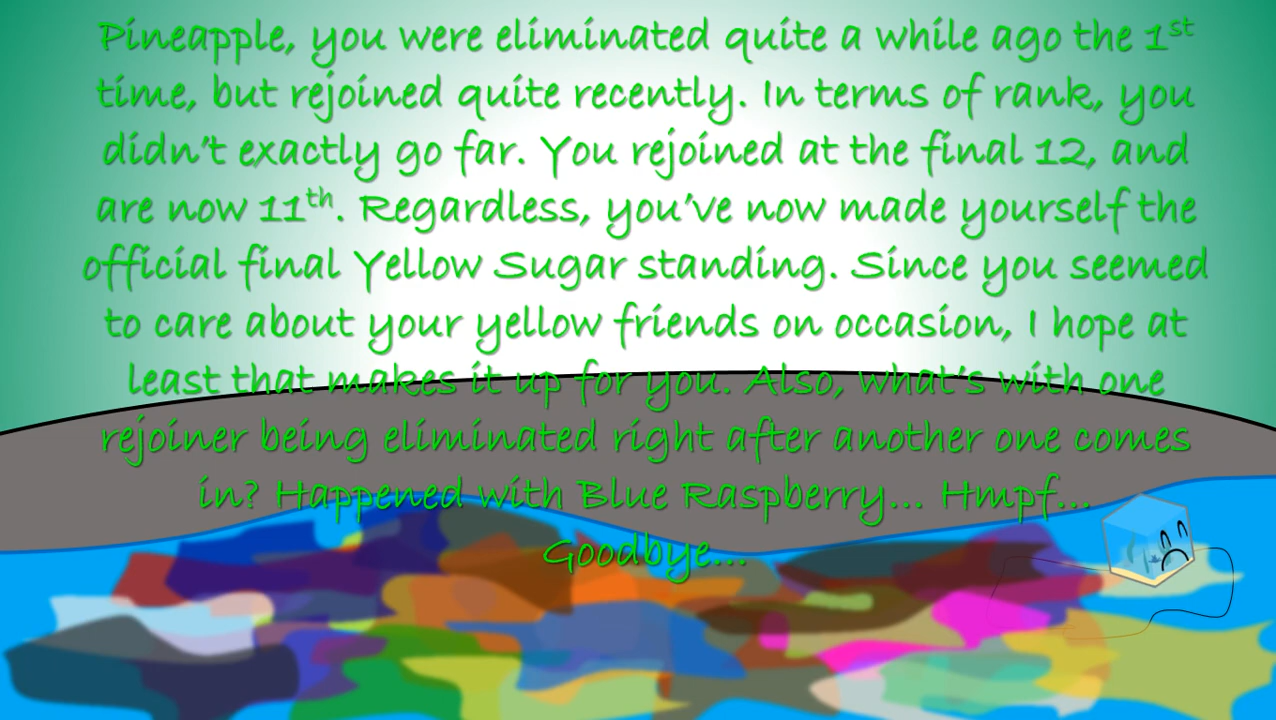 Pineapple, you were eliminated quite a while ago the 1st
time, but rejoined quite recently. In terms of rank, you
didn't exactly go far. You rejoined at the final 12, and
are now 11th. Regardless, you've now made yourself the
official final Yellow Sugar standing. Since you seemed
to care about your yellow friends on occasion, I hope at
least that makes it up for you. Also, what's with one
rejoiner being eliminated right after another one comes
in? Happened with Blue Raspberry... Hmpf...
Goodbye...